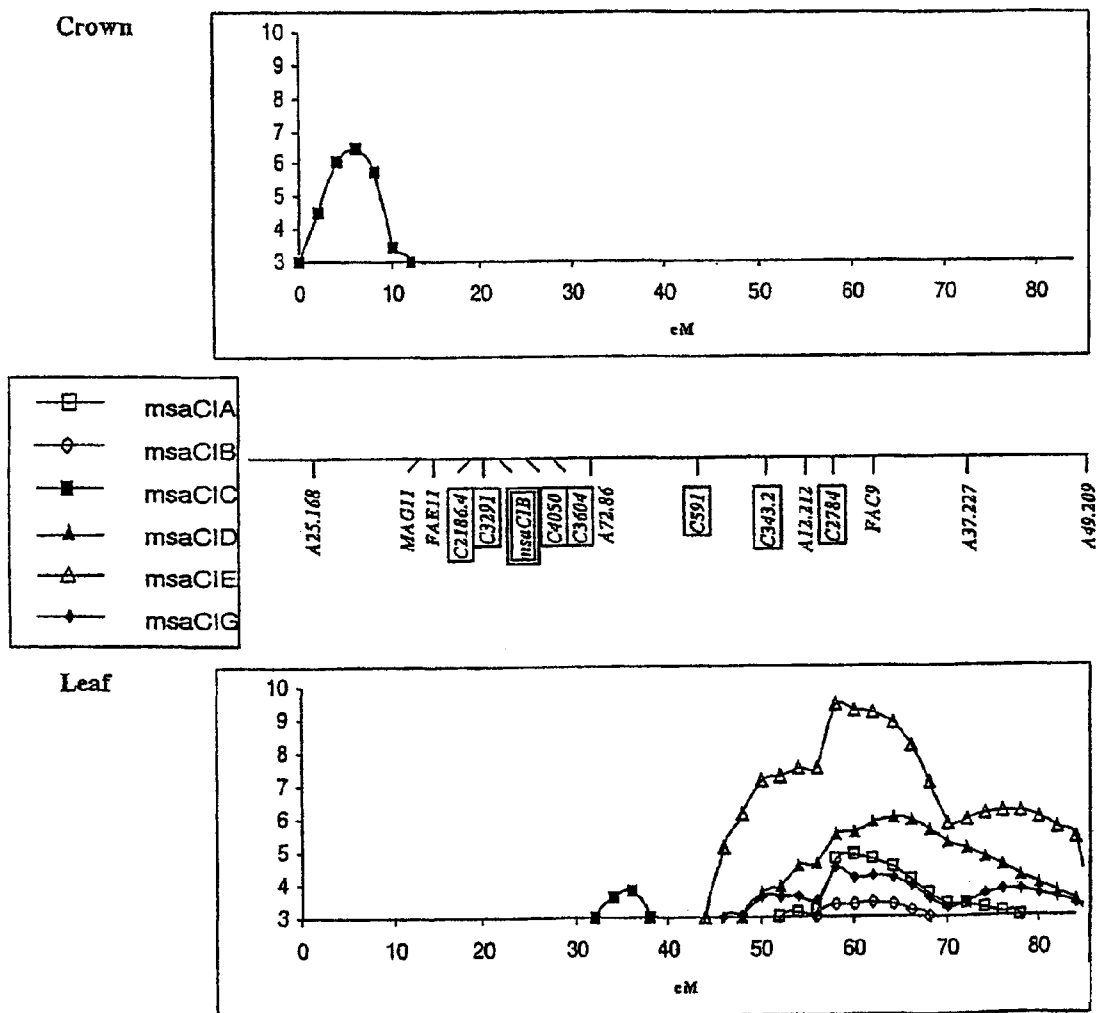 Crown
10
9
8
7
6
5
4
3
0 10 20 30 40 50 60 70 80
cM
msaCIA
msaCIB
msaCIC
msaCID
msaCIE
msaCIG
A25.168
MAG11
FAE11
C2186.4
C3291
msaCIB
C4050
C3604
A72.86
C591
C343.2
A12.212
C2784
FAC9
A37.227
A49.209
Leaf
10
9
8
7
6
5
4
3
0 10 20 30 40 50 60 70 80
cM